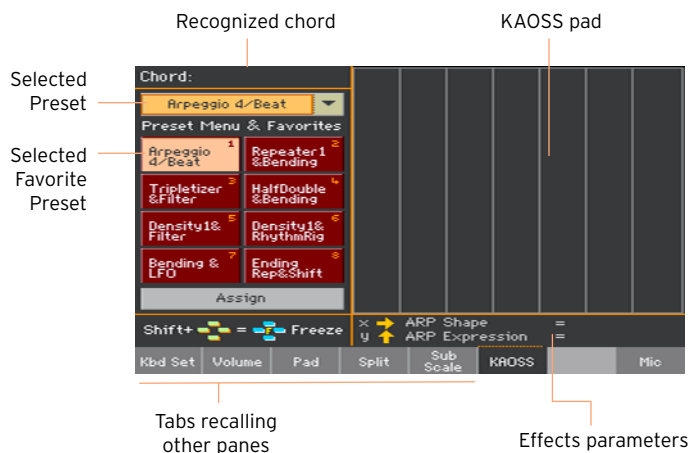 Recognized chord
KAOSS pad
Selected
Preset
Chord:
Arpeggio 4/Beat
Preset Menu & Favorites
Selected
Favorite
Preset
Arpeggio
4/Beat
1
Repeater1
&Bending
2
Tripletizer
&Filter
3
HalfDouble
&Bending
4
Density1&
Filter
5
Density1&
RhythmRig
6
Bending &
LFO
7
Ending
Rep&Shift
8
Assign
Shift+ = F Freeze
x ARP Shape =
y ARP Expression =
Kbd Set
Volume
Pad
Split
Sub
Scale
KAOSS
Mic
Tabs recalling
other panes
Effects parameters